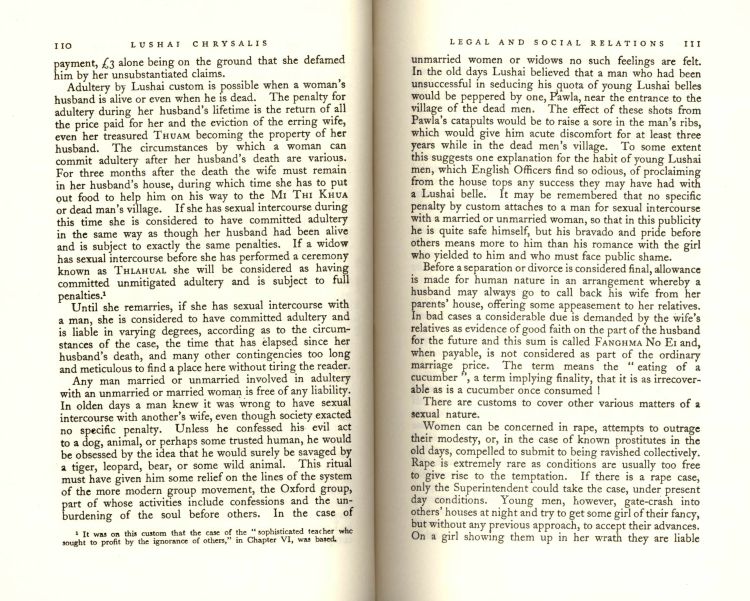 110 LUSHAI CHRYSALIS
payment, £3 alone being on the ground that she defamed
him by her unsubstantiated claims.
Adultery by Lushai custom is possible when a woman's
husband is alive or even when he is dead. The penalty for
adultery during her husband's lifetime is the return of all
the price paid for her and the eviction of the erring wife,
even her treasured THUAM becoming the property of her
husband. The circumstances by which a woman can
commit adultery after her husband's death are various.
For three months after the death the wife must remain
in her husband's house, during which time she has to put
out food to help him on his way to the MI THI KHUA
or dead man's village. If she has sexual intercourse during
this time she is considered to have committed adultery
in the same way as though her husband had been alive
and is subject to exactly the same penalties. If a widow
has sexual intercourse before she has performed a ceremony
known as THLAHUAL she will be considered as having
committed unmitigated adultery and is subject to full
penalties.¹
Until she remarries, if she has sexual intercourse with
a man, she is considered to have committed adultery and
is liable in varying degrees, according to the circum-
stances of the case, the time that has elapsed since her
husband's death, and many other contingencies too long
and meticulous to find a place here without tiring the reader.
Any man married or unmarried involved in adultery
with an unmarried or married woman is free of any liability.
In olden days a man knew it was wrong to have sexual
intercourse with another's wife, even though society exacted
no specific penalty. Unless he confessed his evil act
to a dog, animal, or perhaps some trusted human, he would
be obsessed by the idea that he would surely be savaged by
a tiger, leopard, bear, or some wild animal. This ritual
must have given him some relief on the lines of the system
of the more modern group movement, the Oxford group,
part of whose activities include confessions and the un-
burdening of the soul before others. In the case of
¹ It was on this custom that the case of the "sophisticated teacher who
sought to profit by the ignorance of others," in Chapter VI, was based.
LEGAL AND SOCIAL RELATIONS 111
unmarried women or widows no such feelings are felt.
In the old days Lushai believed that a man who had been
unsuccessful in seducing his quota of young Lushai belles
would be peppered by one, Pawla, near the entrance to the
village of the dead men. The effect of these shots from
Pawla's catapults would be to raise a sore in the man's ribs,
which would give him acute discomfort for at least three
years while in the dead men's village. To some extent
this suggests one explanation for the habit of young Lushai
men, which English Officers find so odious, of proclaiming
from the house tops any success they may have had with
a Lushai belle. It may be remembered that no specific
penalty by custom attaches to a man for sexual intercourse
with a married or unmarried woman, so that in this publicity
he is quite safe himself, but his bravado and pride before
others means more to him than his romance with the girl
who yielded to him and who must face public shame.
Before a separation or divorce is considered final, allowance
is made for human nature in an arrangement whereby a
husband may always go to call back his wife from her
parents' house, offering some appeasement to her relatives.
In bad cases a considerable due is demanded by the wife's
relatives as evidence of good faith on the part of the husband
for the future and this sum is called FANGHMA NO EI and,
when payable, is not considered as part of the ordinary
marriage price. The term means the "eating of a
cucumber", a term implying finality, that it is as irrecover-
able as is a cucumber once consumed !
There are customs to cover other various matters of a
sexual nature.
Women can be concerned in rape, attempts to outrage
their modesty, or, in the case of known prostitutes in the
old days, compelled to submit to being ravished collectively.
Rape is extremely rare as conditions are usually too free
to give rise to the temptation. If there is a rape case,
only the Superintendent could take the case, under present
day conditions. Young men, however, gate-crash into
others' houses at night and try to get some girl of their fancy,
but without any previous approach, to accept their advances.
On a girl showing them up in her wrath they are liable